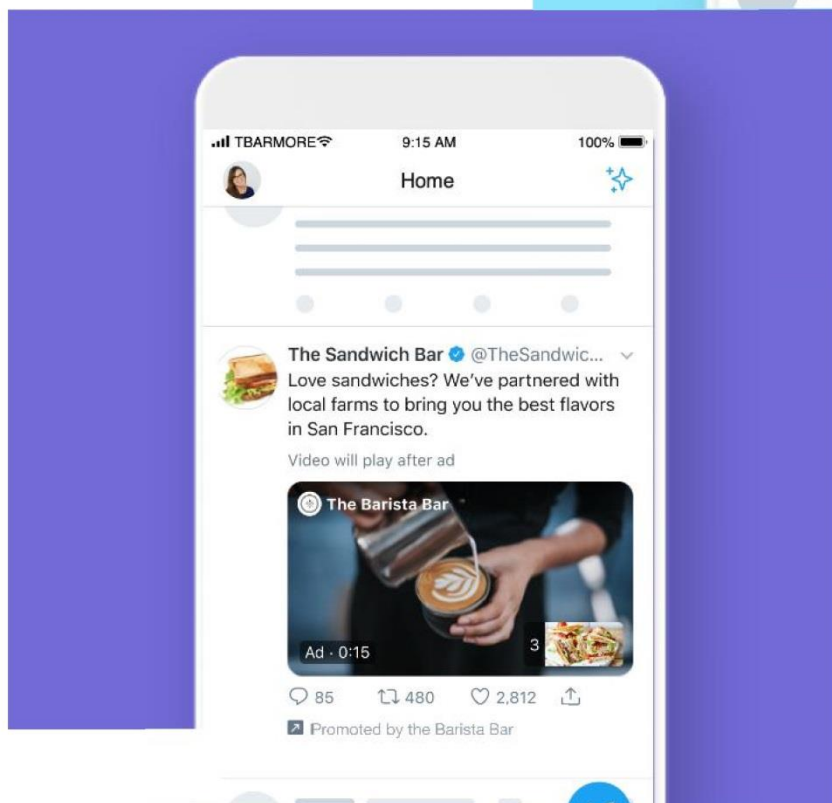 TBARMORE 9:15 AM 100%
Home
The Sandwich Bar @TheSandwic...
Love sandwiches? We’ve partnered with
local farms to bring you the best flavors
in San Francisco.
Video will play after ad
The Barista Bar
Ad · 0:15
3
85 480 2,812
Promoted by the Barista Bar